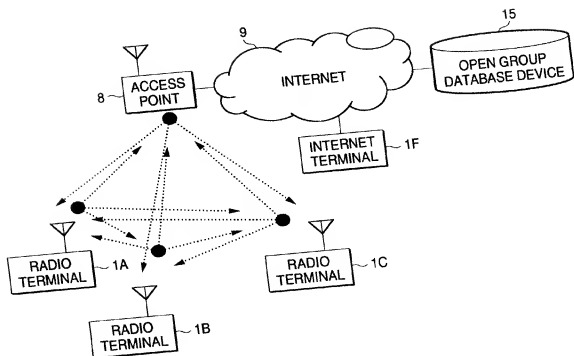 15
9
OPEN GROUP
DATABASE DEVICE
INTERNET
8
ACCESS
POINT
INTERNET
TERMINAL
1F
RADIO
TERMINAL
1A
RADIO
TERMINAL
1C
RADIO
TERMINAL
1B